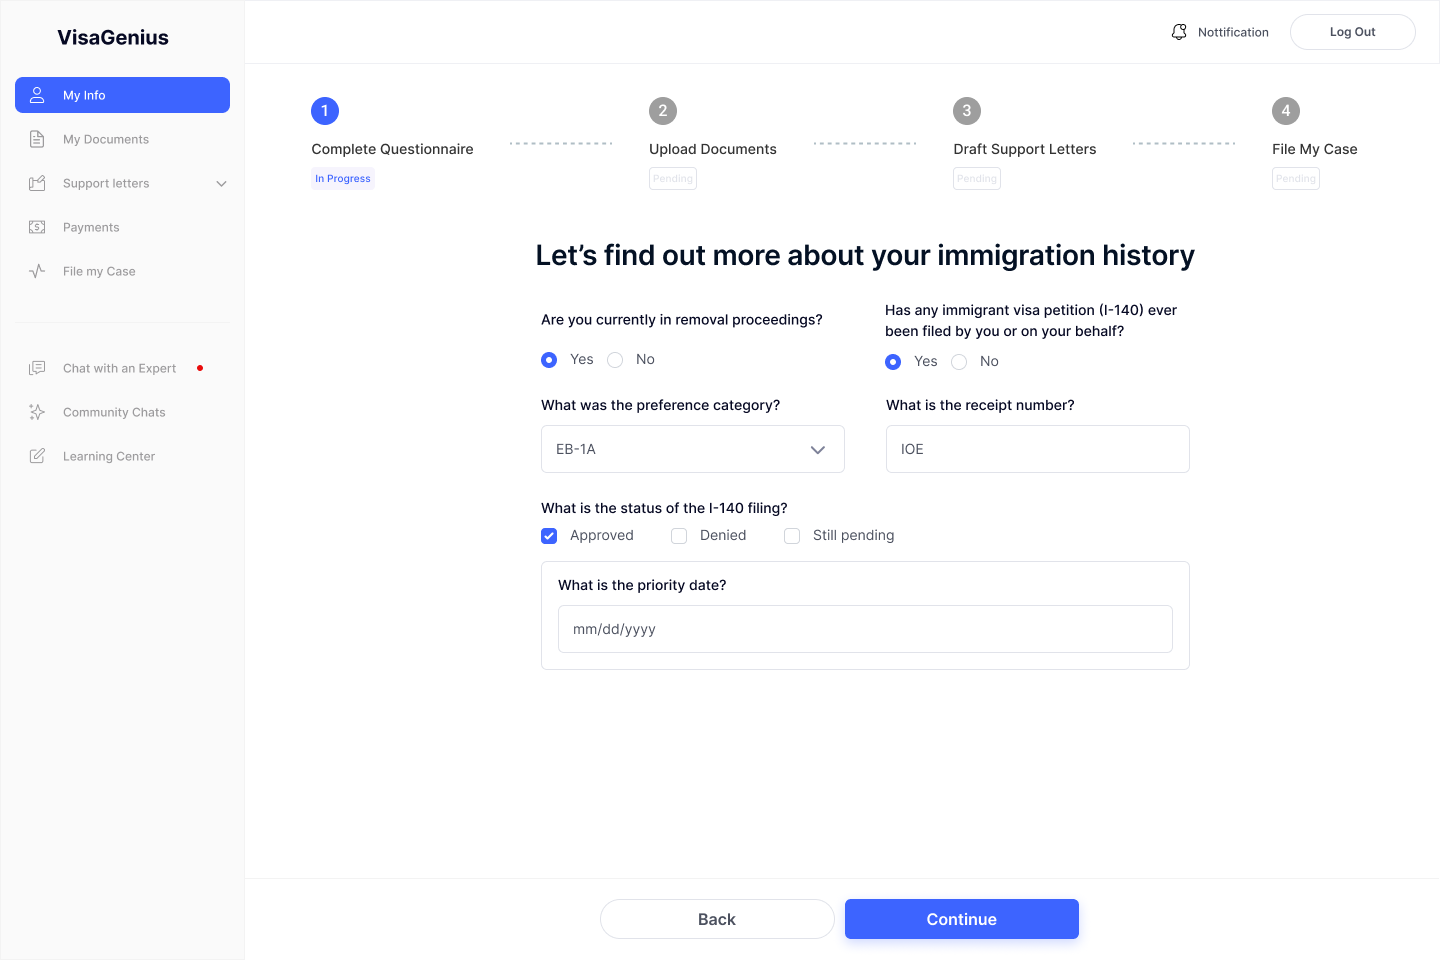 VisaGenius
My Info
My Documents
Support letters
Payments
File my Case
Chat with an Expert
Community Chats
Learning Center
Nottification
Log Out
1
Complete Questionnaire
In Progress
2
Upload Documents
Pending
3
Draft Support Letters
Pending
4
File My Case
Pending
Let’s find out more about your immigration history
Are you currently in removal proceedings?
Yes No
Has any immigrant visa petition (I-140) ever
been filed by you or on your behalf?
Yes No
What was the preference category?
EB-1A
What is the receipt number?
IOE
What is the status of the I-140 filing?
Approved Denied Still pending
What is the priority date?
mm/dd/yyyy
Back
Continue